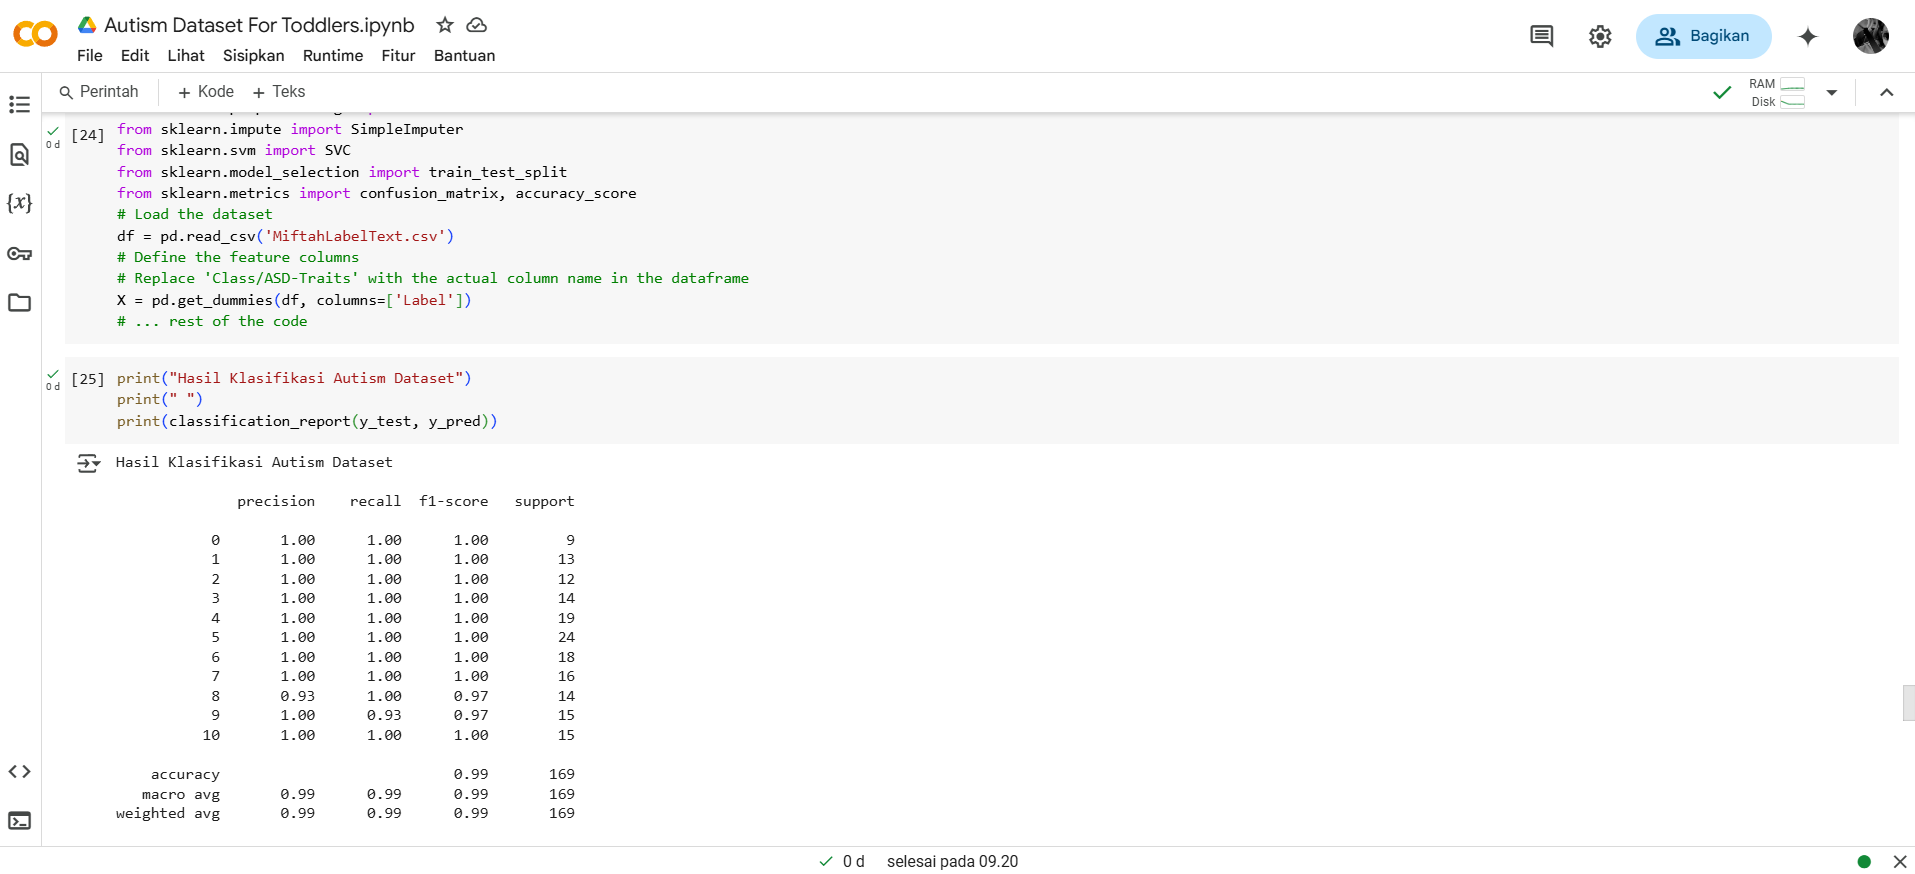 Autism Dataset For Toddlers.ipynb
File Edit Lihat Sisipkan Runtime Fitur Bantuan
Bagikan
Perintah + Kode + Teks
RAM
Disk
[24]
0 d
from sklearn.impute import SimpleImputer
from sklearn.svm import SVC
from sklearn.model_selection import train_test_split
from sklearn.metrics import confusion_matrix, accuracy_score
# Load the dataset
df = pd.read_csv('MiftahLabelText.csv')
# Define the feature columns
# Replace 'Class/ASD-Traits' with the actual column name in the dataframe
X = pd.get_dummies(df, columns=['Label'])
# ... rest of the code
[25]
0 d
print("Hasil Klasifikasi Autism Dataset")
print(" ")
print(classification_report(y_test, y_pred))
Hasil Klasifikasi Autism Dataset
precision recall f1-score support
0 1.00 1.00 1.00 9
1 1.00 1.00 1.00 13
2 1.00 1.00 1.00 12
3 1.00 1.00 1.00 14
4 1.00 1.00 1.00 19
5 1.00 1.00 1.00 24
6 1.00 1.00 1.00 18
7 1.00 1.00 1.00 16
8 0.93 1.00 0.97 14
9 1.00 0.93 0.97 15
10 1.00 1.00 1.00 15
accuracy 0.99 169
macro avg 0.99 0.99 0.99 169
weighted avg 0.99 0.99 0.99 169
0 d selesai pada 09.20